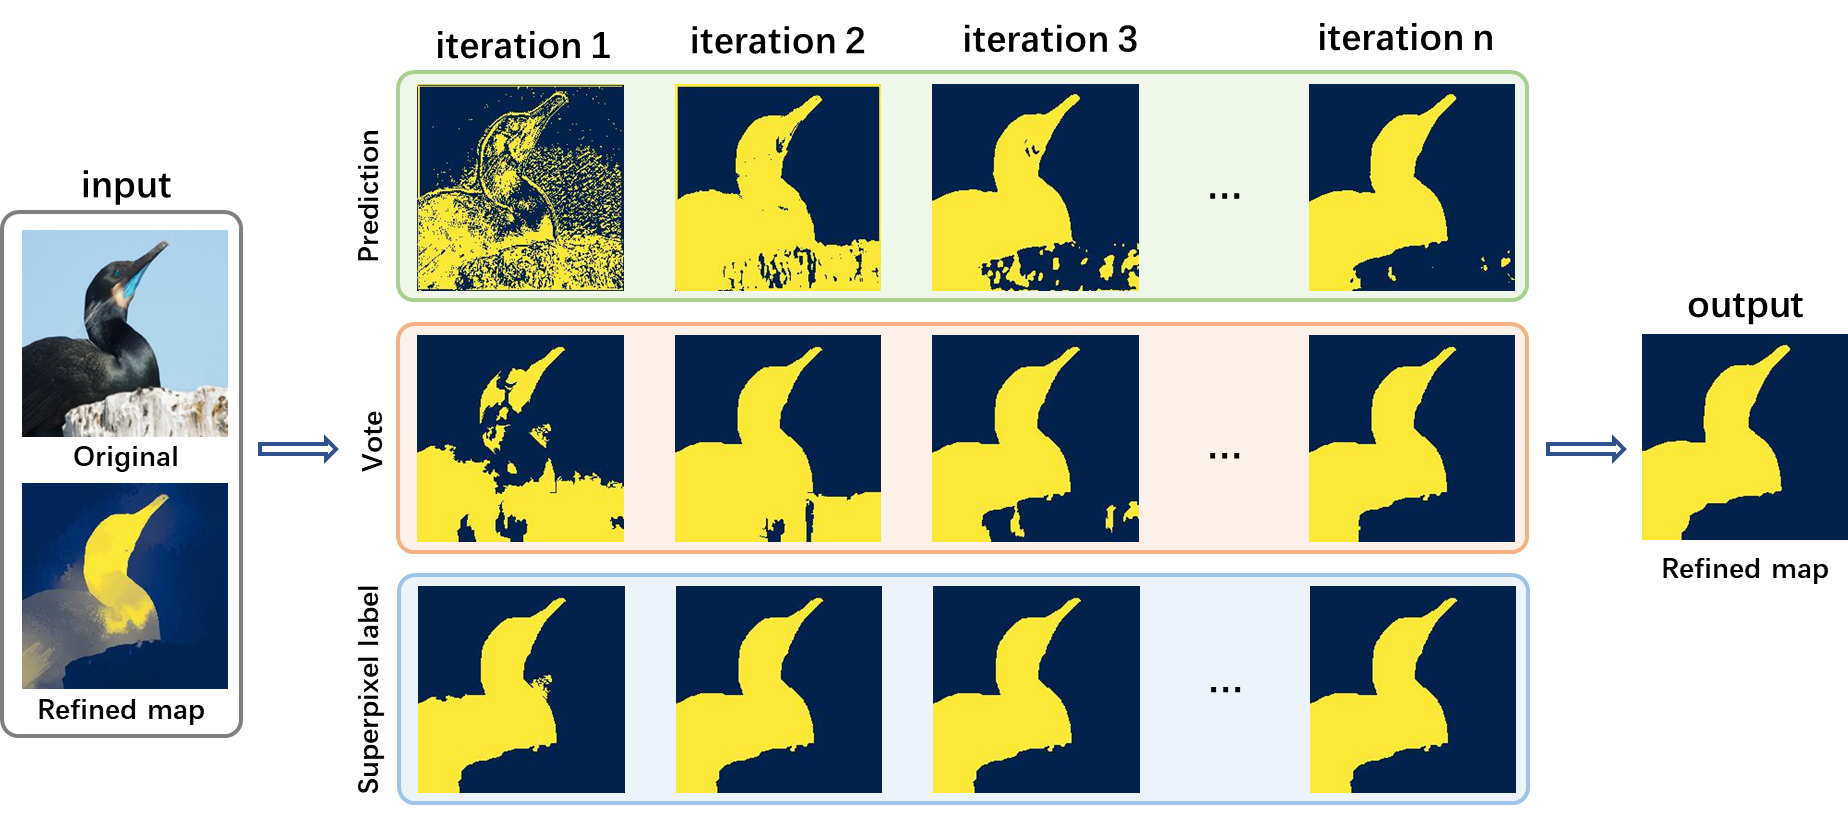 iteration 1
iteration 2
iteration 3
iteration n
input
Original
Refined map
Prediction
...
Vote
...
Superpixel label
...
output
Refined map